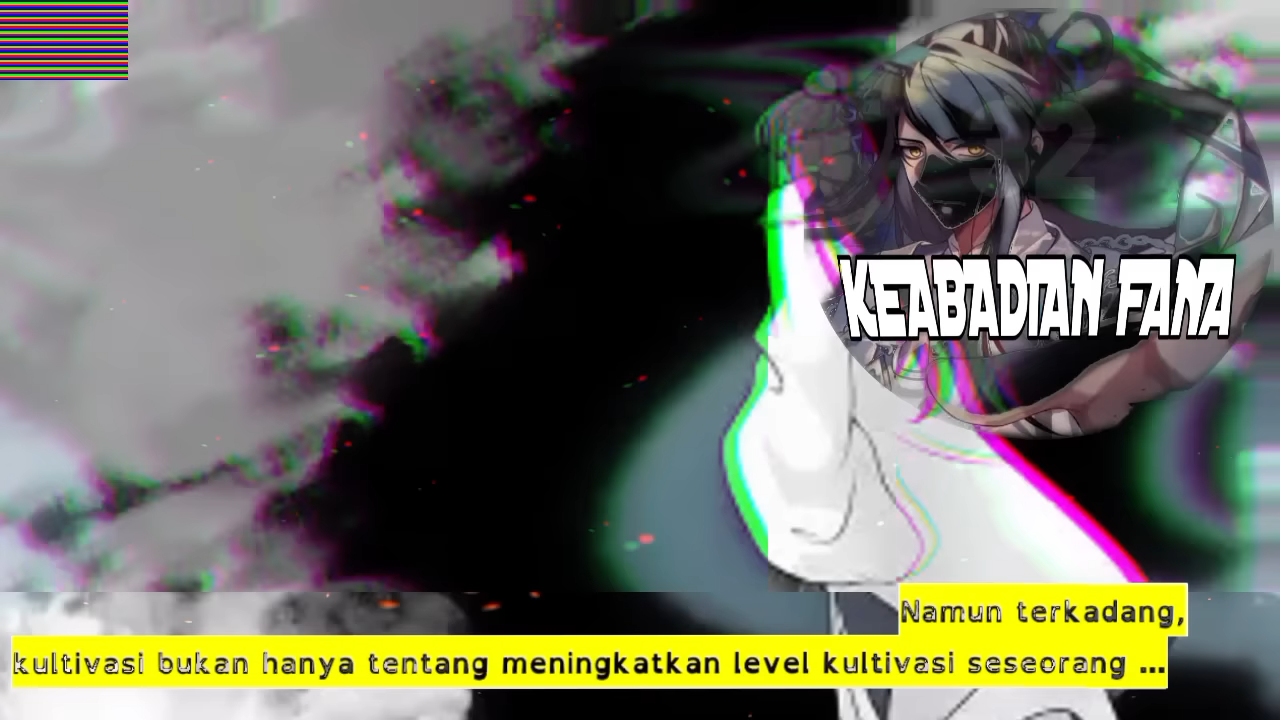 KEABADIAN FANA
Namun terkadang,
kultivasi bukan hanya tentang meningkatkan level kultivasi seseorang ...